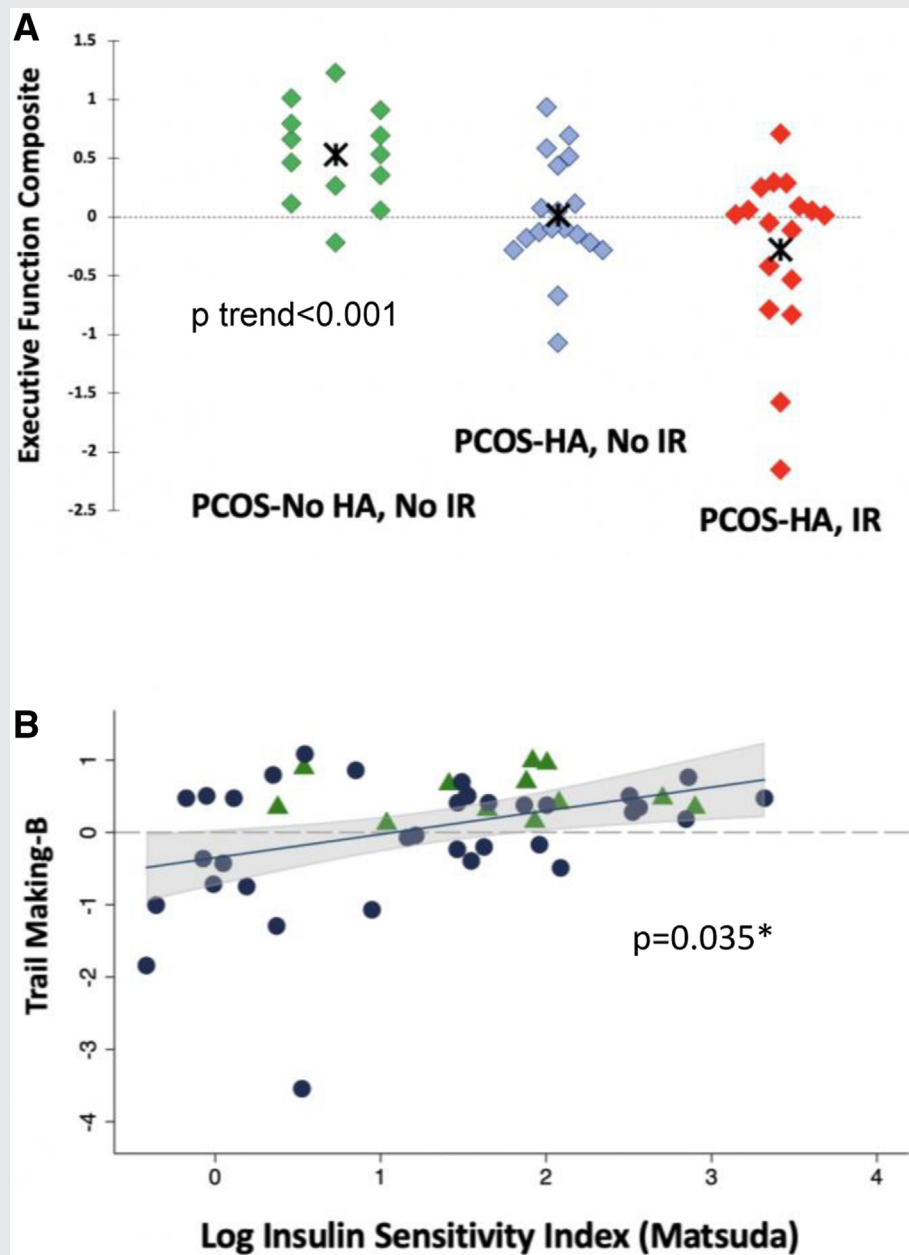 A
Executive Function Composite
1.5
1
0.5
0
-0.5
-1
-1.5
-2
-2.5
p trend<0.001
PCOS-HA, No IR
PCOS-No HA, No IR
PCOS-HA, IR
B
Trail Making-B
1
0
-1
-2
-3
-4
p=0.035*
0 1 2 3 4
Log Insulin Sensitivity Index (Matsuda)